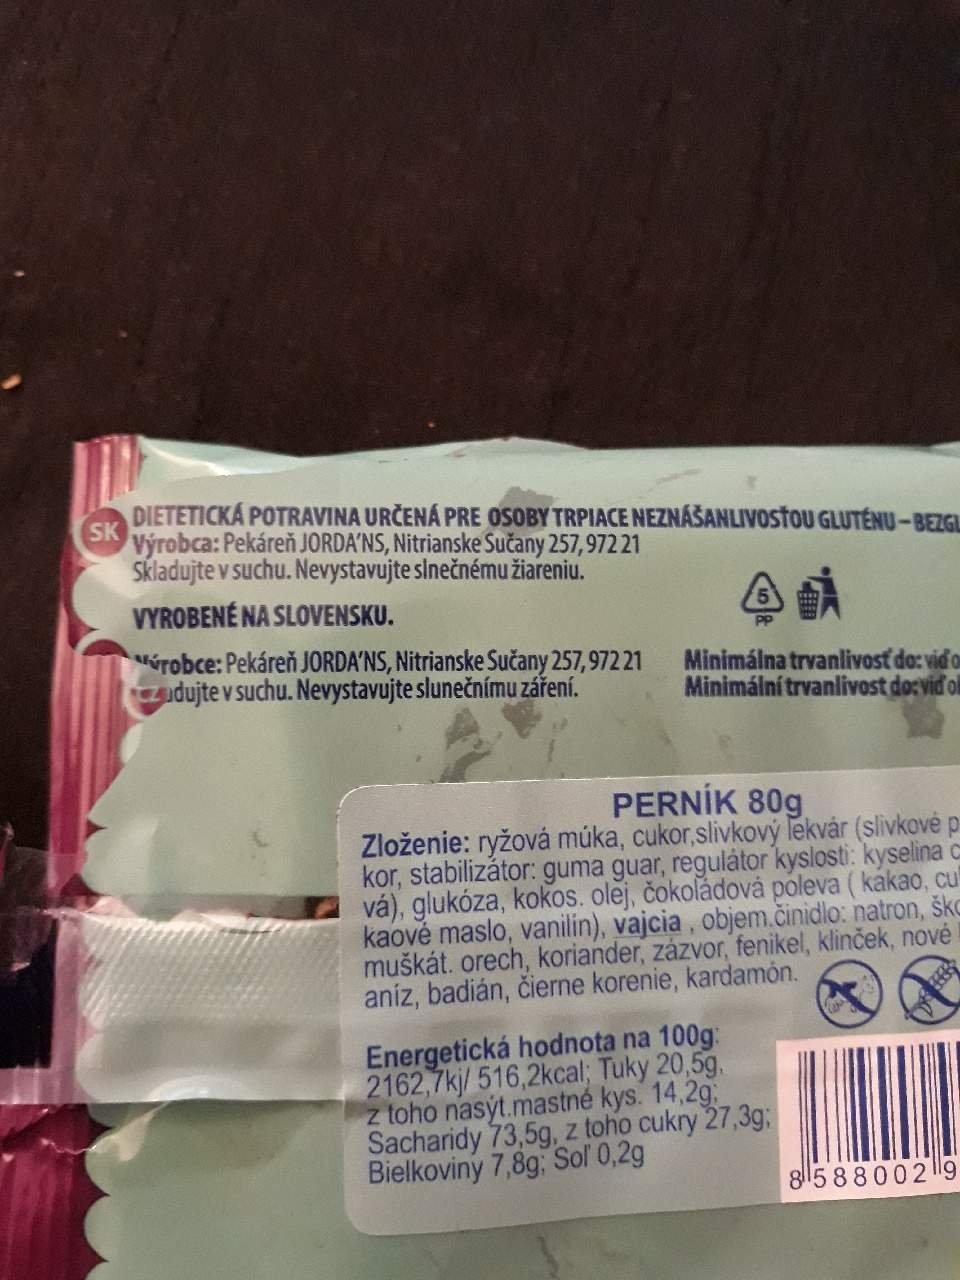 SK
DIETETICKÁ POTRAVINA URČENÁ PRE OSOBY TRPIACE NEZNÁŠANLIVOSŤOU GLUTÉNU – BEZGL
Výrobca: Pekáreň JORDA'NS, Nitrianske Sučany 257, 972 21
Skladujte v suchu. Nevystavujte slnečnému žiareniu.
VYROBENÉ NA SLOVENSKU.
5
PP
Výrobce: Pekáreň JORDA'NS, Nitrianske Sučany 257, 972 21
CZ adujte v suchu. Nevystavujte slunečnímu záření.
Minimálna trvanlivosť do: viď o
Minimální trvanlivost do: viď ob
PERNÍK 80g
Zloženie: ryžová múka, cukor,slivkový lekvár (slivkové p
kor, stabilizátor: guma guar, regulátor kyslosti: kyselina c
vá), glukóza, kokos. olej, čokoládová poleva ( kakao, cu
kaové maslo, vanilín), vajcia , objem.činidlo: natron, ško
muškát. orech, koriander, zázvor, fenikel, klinček, nové
aníz, badián, čierne korenie, kardamón.
Energetická hodnota na 100g:
2162,7kj/ 516,2kcal; Tuky 20,5g,
z toho nasýt.mastné kys. 14,2g;
Sacharidy 73,5g, z toho cukry 27,3g;
Bielkoviny 7,8g; Soľ 0,2g
8 588002 9